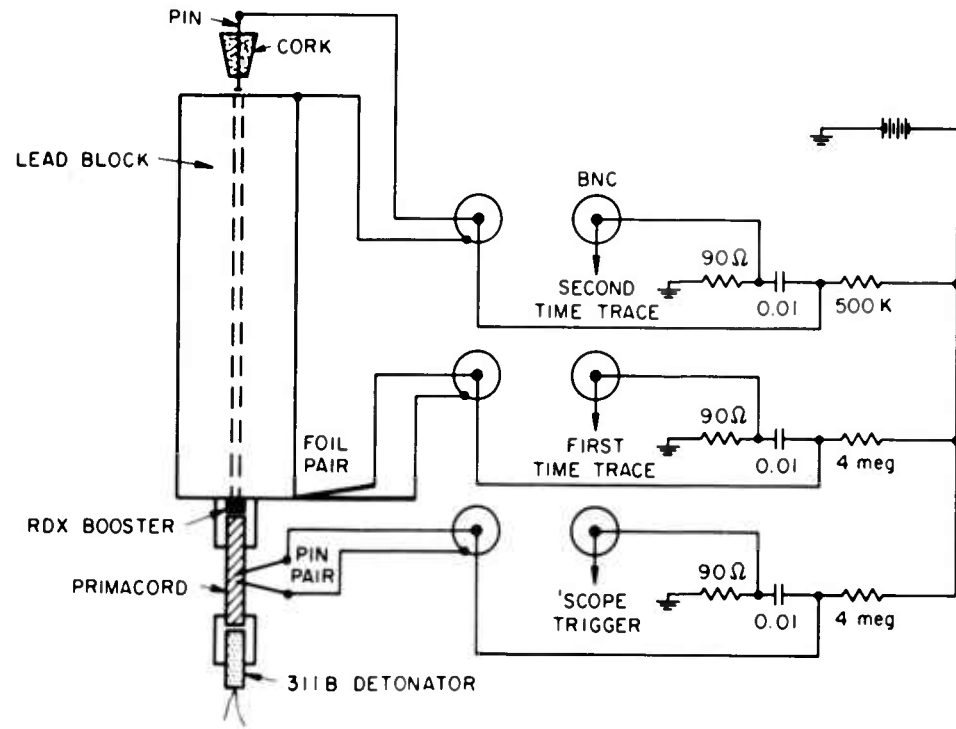 PIN
CORK
LEAD BLOCK
BNC
90Ω
SECOND
TIME TRACE
0.01
500 K
FOIL
PAIR
90Ω
FIRST
TIME TRACE
0.01
4 meg
RDX BOOSTER
PIN
PAIR
PRIMACORD
90Ω
'SCOPE
TRIGGER
0.01
4 meg
311B DETONATOR